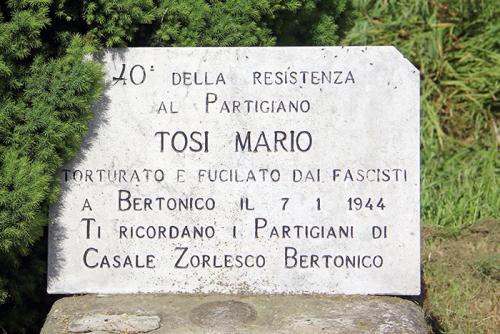 40° DELLA RESISTENZA
AL PARTIGIANO
TOSI MARIO
TORTURATO E FUCILATO DAI FASCISTI
A BERTONICO IL 7 1 1944
TI RICORDANO I PARTIGIANI DI
CASALE ZORLESCO BERTONICO